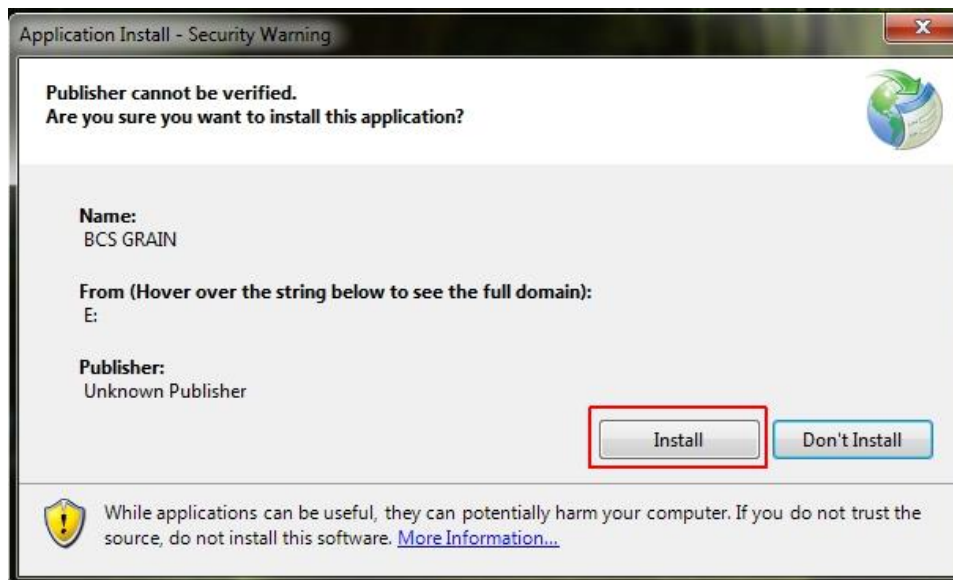 Application Install - Security Warning
Publisher cannot be verified.
Are you sure you want to install this application?
Name:
BCS GRAIN
From (Hover over the string below to see the full domain):
E:
Publisher:
Unknown Publisher
Install
Don't Install
While applications can be useful, they can potentially harm your computer. If you do not trust the
source, do not install this software. More Information...